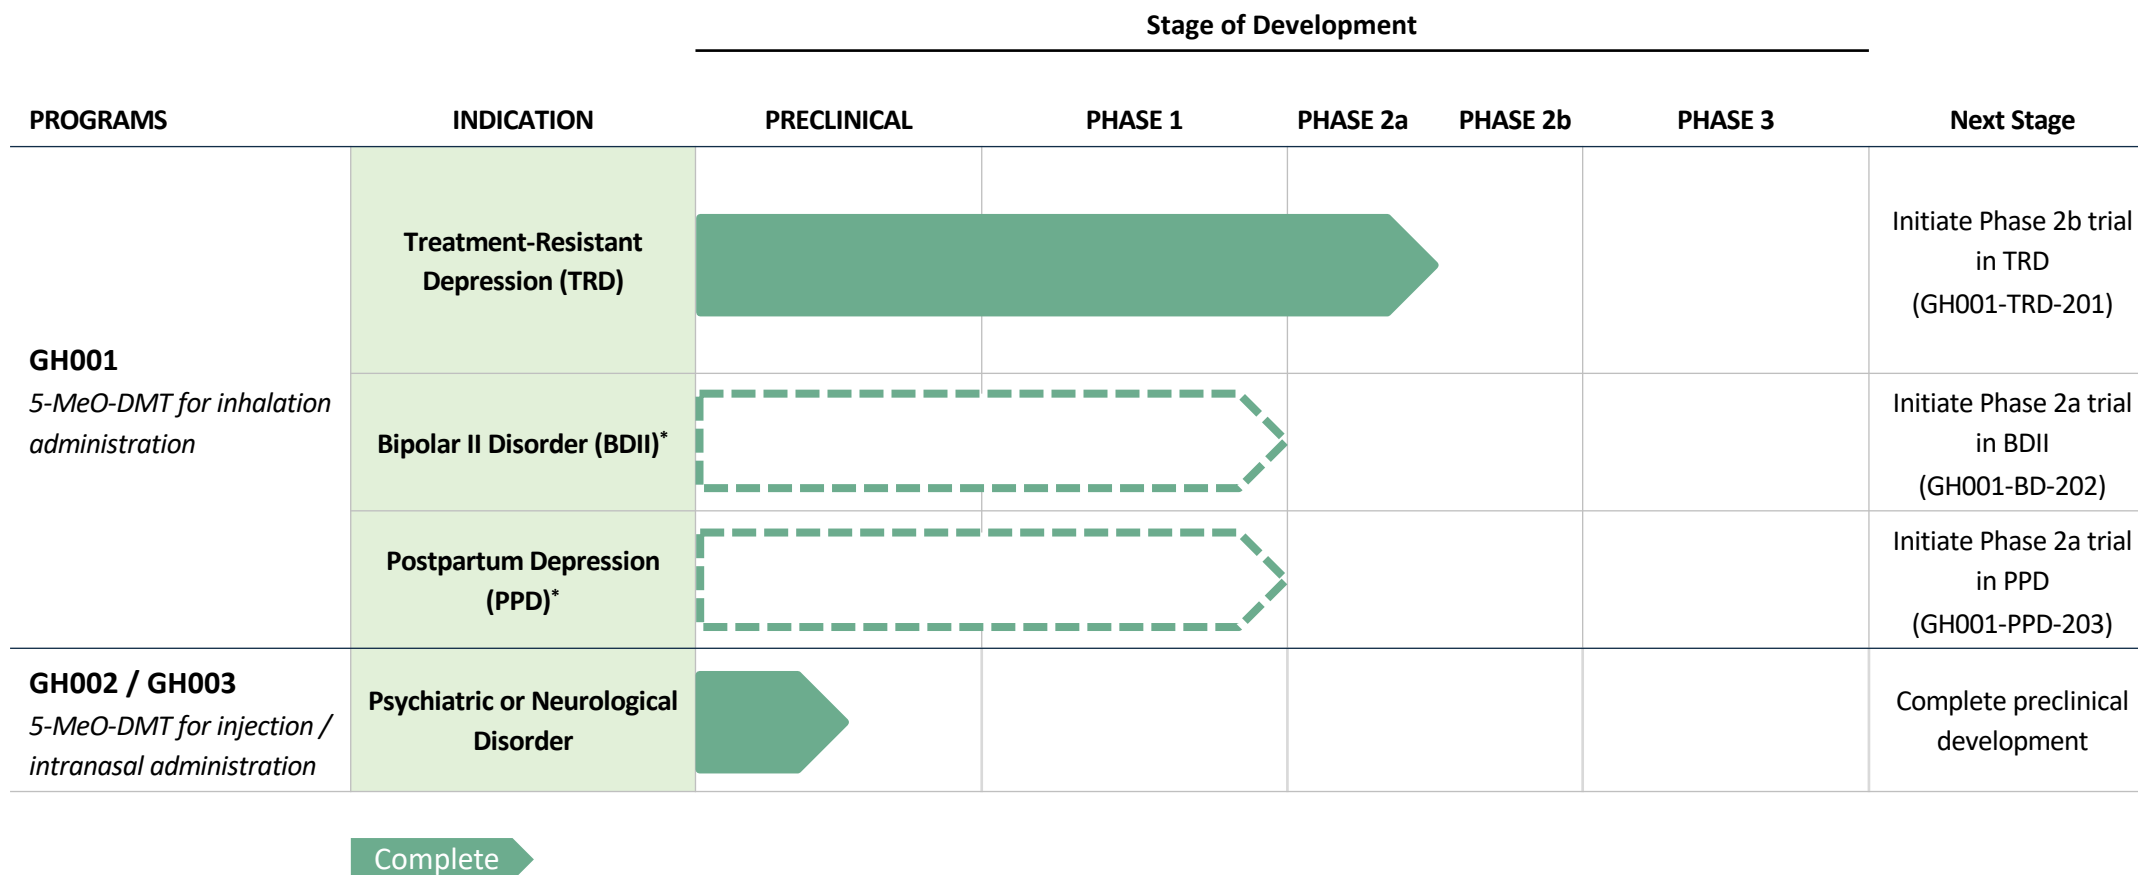 Stage of Development
PROGRAMS INDICATION PRECLINICAL PHASE 1 PHASE 2a PHASE 2b PHASE 3 Next Stage
GH001
5-MeO-DMT for inhalation
administration
Treatment-Resistant
Depression (TRD)
Initiate Phase 2b trial
in TRD
(GH001-TRD-201)
Bipolar II Disorder (BDII)*
Initiate Phase 2a trial
in BDII
(GH001-BD-202)
Postpartum Depression
(PPD)*
Initiate Phase 2a trial
in PPD
(GH001-PPD-203)
GH002 / GH003
5-MeO-DMT for injection /
intranasal administration
Psychiatric or Neurological
Disorder
Complete preclinical
development
Complete